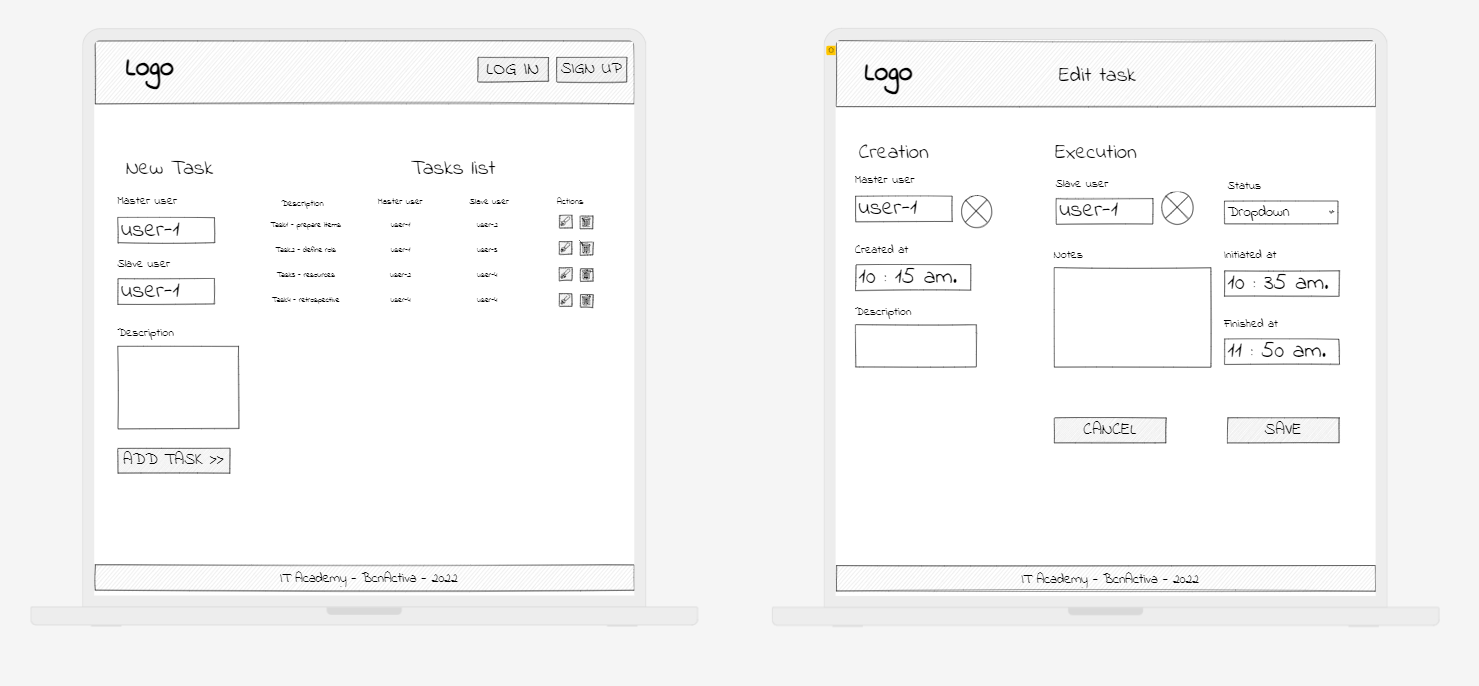 Logo
LOG IN
SIGN UP
New Task
Master user
user-1
Slave user
user-1
Description
ADD TASK >>
Tasks list
Description Master user Slave user Actions
Task1 - prepare items user-1 user-2
Task2 - define rols user-1 user-3
Task3 - resources user-2 user-4
Task4 - retrospective user-4 user-4
IT Academy - BcnActiva - 2022
Logo
Edit task
Creation
Master user
user-1
Created at
10 : 15 am.
Description
Execution
Slave user
user-1
Notes
Status
Dropdown
Initiated at
10 : 35 am.
Finished at
11 : 50 am.
CANCEL
SAVE
IT Academy - BcnActiva - 2022